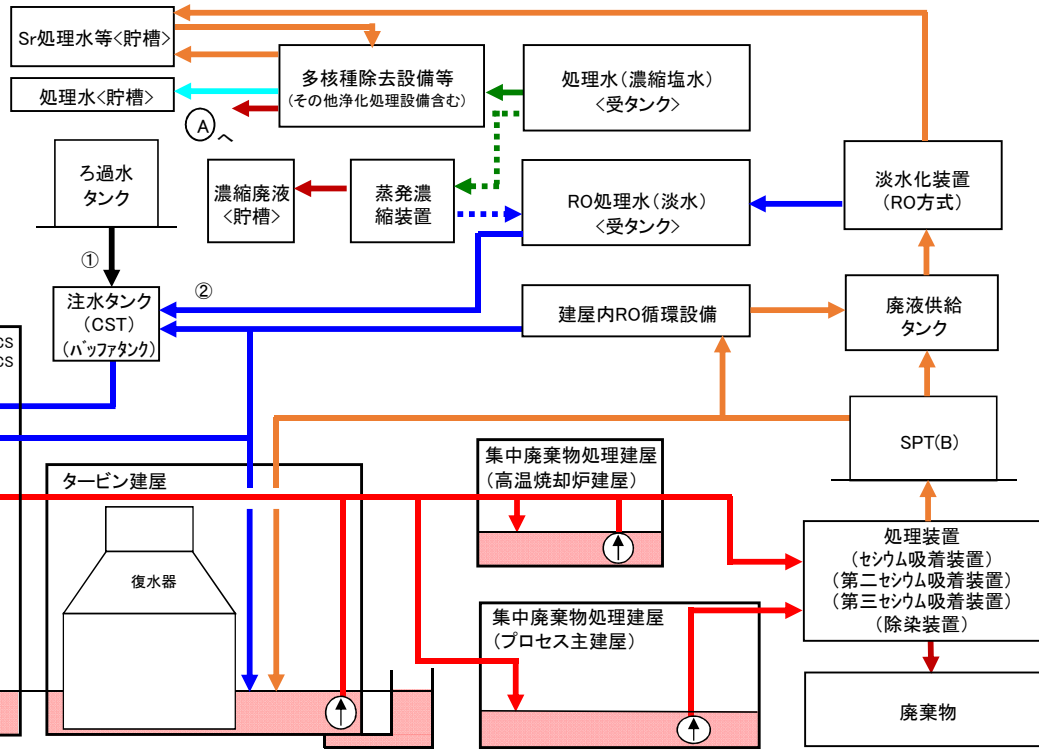 Sr処理水等<貯槽>
多核種除去設備等
(その他浄化処理設備含む)
処理水(濃縮塩水)
<受タンク>
処理水<貯槽>
A へ
ろ過水
タンク
濃縮廃液
<貯槽>
蒸発濃
縮装置
RO処理水(淡水)
<受タンク>
淡水化装置
(RO方式)
①
②
注水タンク
(CST)
(バッファタンク)
建屋内RO循環設備
廃液供給
タンク
CS
CS
SPT(B)
タービン建屋
復水器
集中廃棄物処理建屋
(高温焼却炉建屋)
処理装置
(セシウム吸着装置)
(第二セシウム吸着装置)
(第三セシウム吸着装置)
(除染装置)
集中廃棄物処理建屋
(プロセス主建屋)
廃棄物